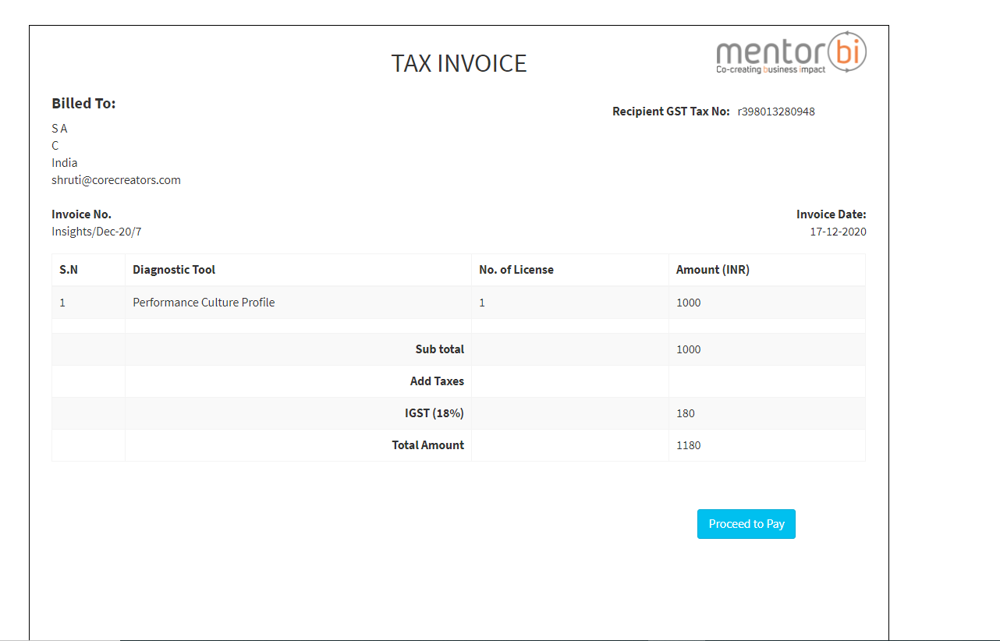 mentor bi
Co-creating business impact
TAX INVOICE
Billed To:
Recipient GST Tax No: r398013280948
S A
C
India
shruti@corecreators.com
Invoice No. Invoice Date:
Insights/Dec-20/7 17-12-2020
S.N Diagnostic Tool No. of License Amount (INR)
1 Performance Culture Profile 1 1000
Sub total 1000
Add Taxes
IGST (18%) 180
Total Amount 1180
Proceed to Pay